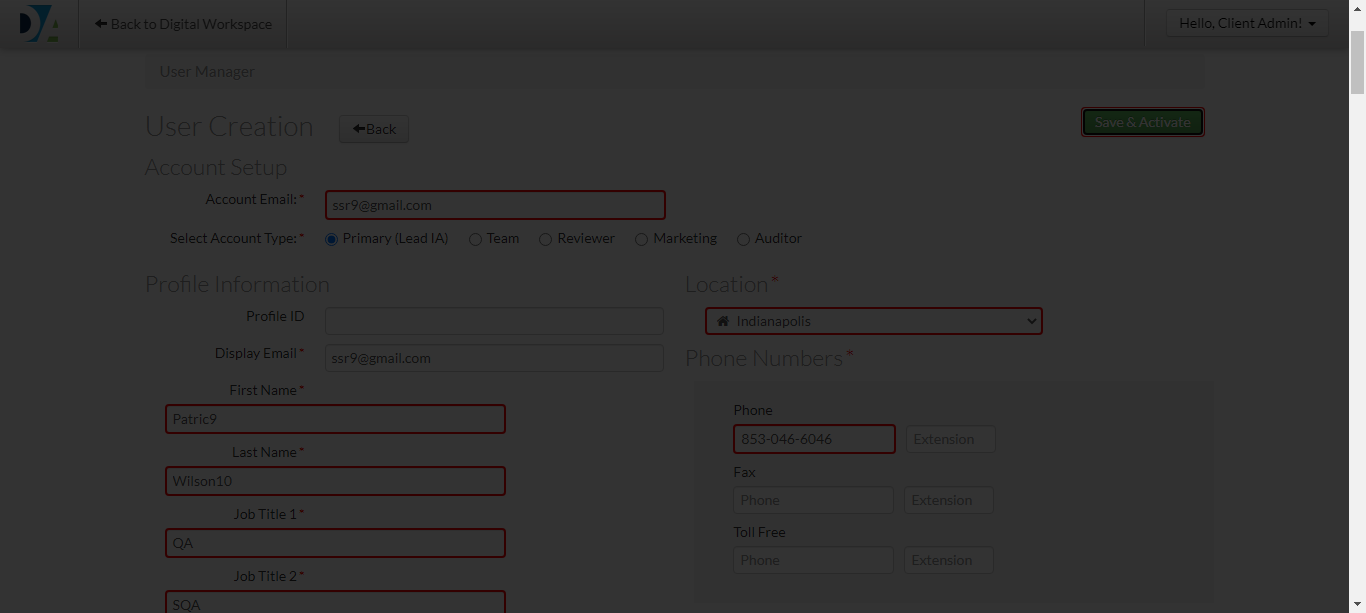 DA
Back to Digital Workspace
Hello, Client Admin!
User Manager
User Creation
Back
Save & Activate
Account Setup
Account Email:*
ssr9@gmail.com
Select Account Type:*
Primary (Lead IA)
Team
Reviewer
Marketing
Auditor
Profile Information
Profile ID
Display Email*
ssr9@gmail.com
First Name*
Patric9
Last Name*
Wilson10
Job Title 1*
QA
Job Title 2*
SQA
Location*
Indianapolis
Phone Numbers*
Phone
853-046-6046
Extension
Fax
Phone
Extension
Toll Free
Phone
Extension